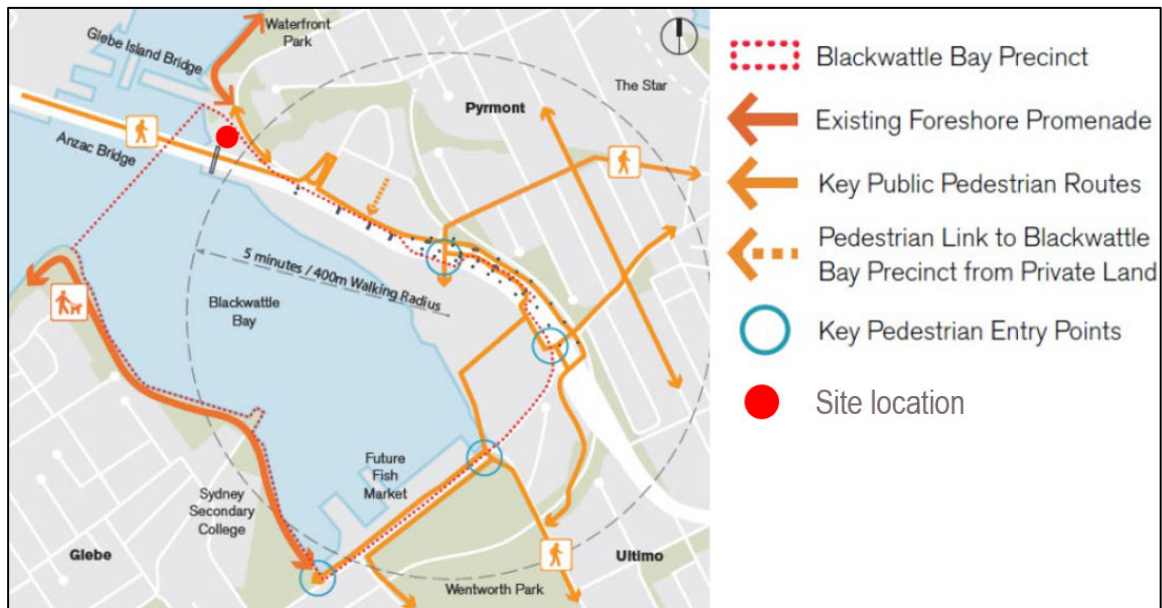 Waterfront
Park
Glebe Island Bridge
The Star
Pyrmont
Anzac Bridge
5 minutes / 400m Walking Radius
Blackwattle
Bay
Future
Fish
Market
Sydney
Secondary
College
Glebe
Ultimo
Wentworth Park
Blackwattle Bay Precinct
Existing Foreshore Promenade
Key Public Pedestrian Routes
Pedestrian Link to Blackwattle
Bay Precinct from Private Land
Key Pedestrian Entry Points
Site location